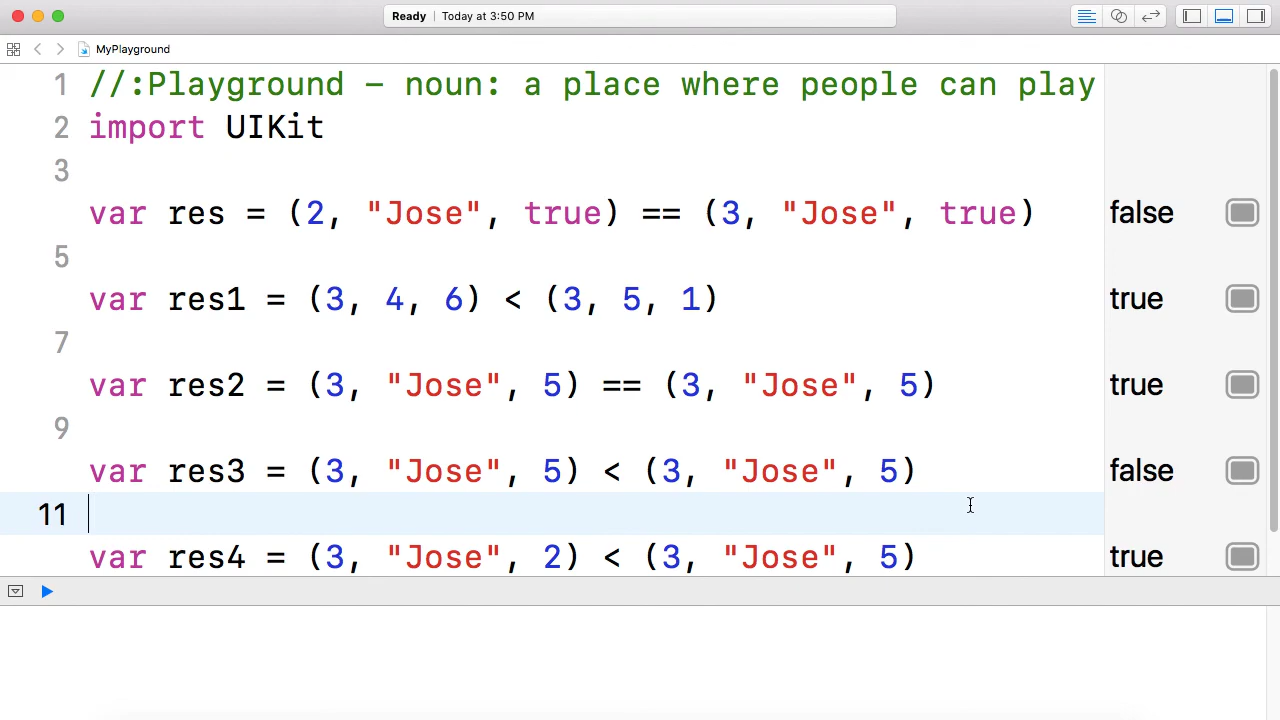 Ready | Today at 3:50 PM
MyPlayground
1 //:Playground – noun: a place where people can play
2 import UIKit
3
var res = (2, "Jose", true) == (3, "Jose", true) false
5
var res1 = (3, 4, 6) < (3, 5, 1) true
7
var res2 = (3, "Jose", 5) == (3, "Jose", 5) true
9
var res3 = (3, "Jose", 5) < (3, "Jose", 5) false
11
var res4 = (3, "Jose", 2) < (3, "Jose", 5) true